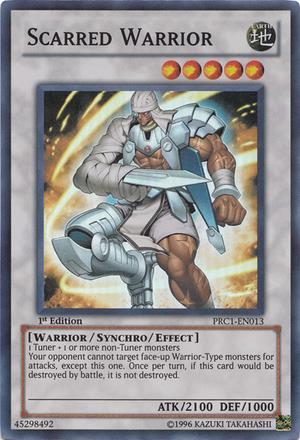 SCARRED WARRIOR
EARTH
地
1st Edition
PRC1-EN013
[WARRIOR / SYNCHRO / EFFECT]
1 Tuner + 1 or more non-Tuner monsters
Your opponent cannot target face-up Warrior-Type monsters for
attacks, except this one. Once per turn, if this card would be
destroyed by battle, it is not destroyed.
ATK/2100 DEF/1000
45298492
©1996 KAZUKI TAKAHASHI